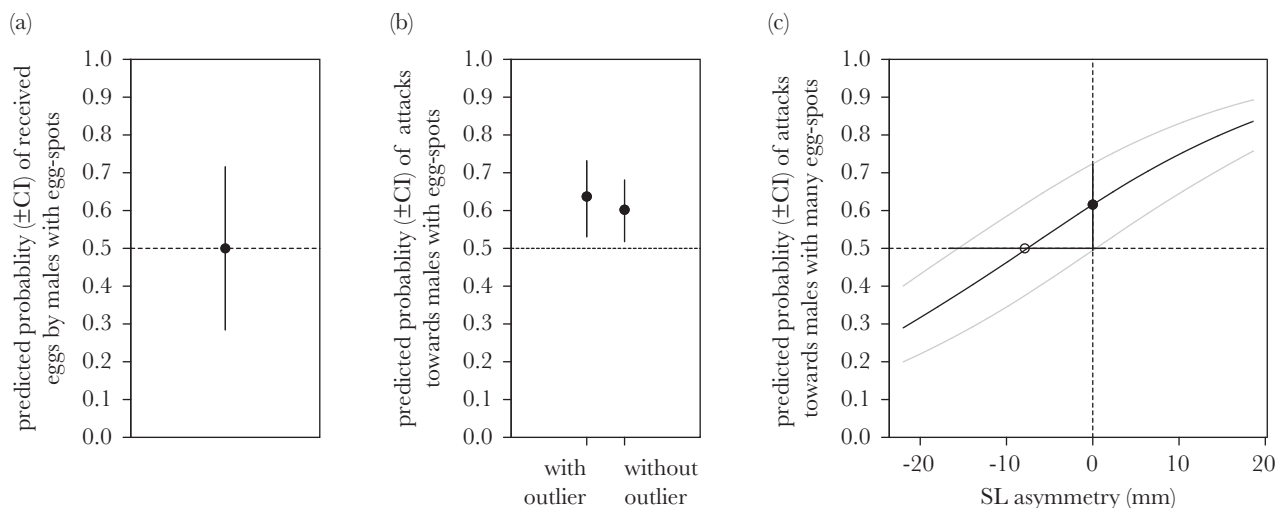 (a)
predicted probablity (±CI) of received
eggs by males with egg-spots
1.0
0.9
0.8
0.7
0.6
0.5
0.4
0.3
0.2
0.1
0.0
(b)
predicted probablity (±CI) of attacks
towards males with egg-spots
1.0
0.9
0.8
0.7
0.6
0.5
0.4
0.3
0.2
0.1
0.0
with
outlier
without
outlier
(c)
predicted probablity (±CI) of attacks
towards males with many egg-spots
1.0
0.9
0.8
0.7
0.6
0.5
0.4
0.3
0.2
0.1
0.0
-20
-10
0
10
20
SL asymmetry (mm)